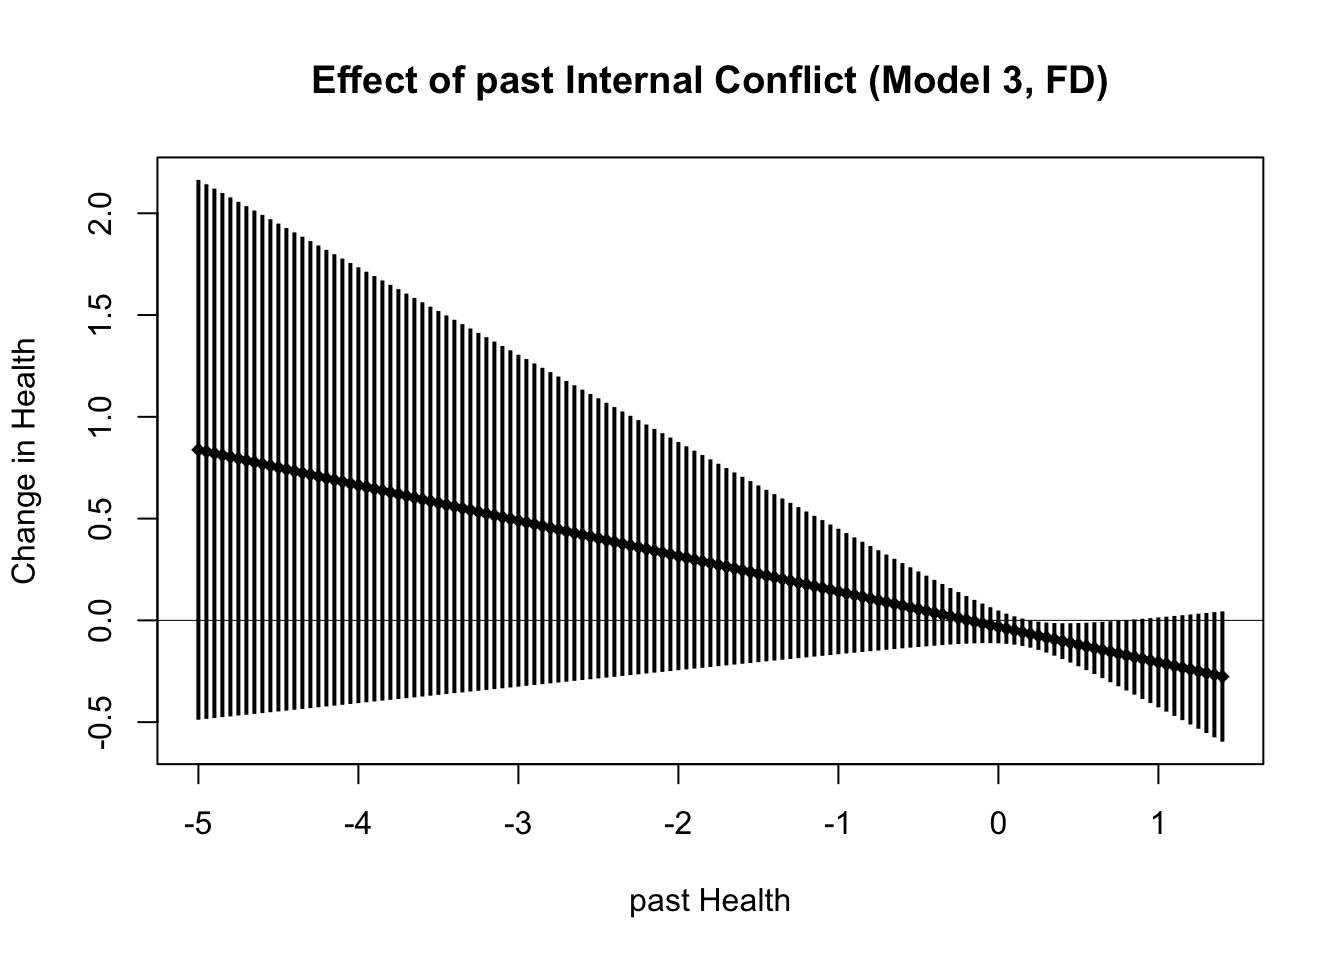 Effect of past Internal Conflict (Model 3, FD)
Change in Health
2.0
1.5
1.0
0.5
0.0
-0.5
-5 -4 -3 -2 -1 0 1
past Health